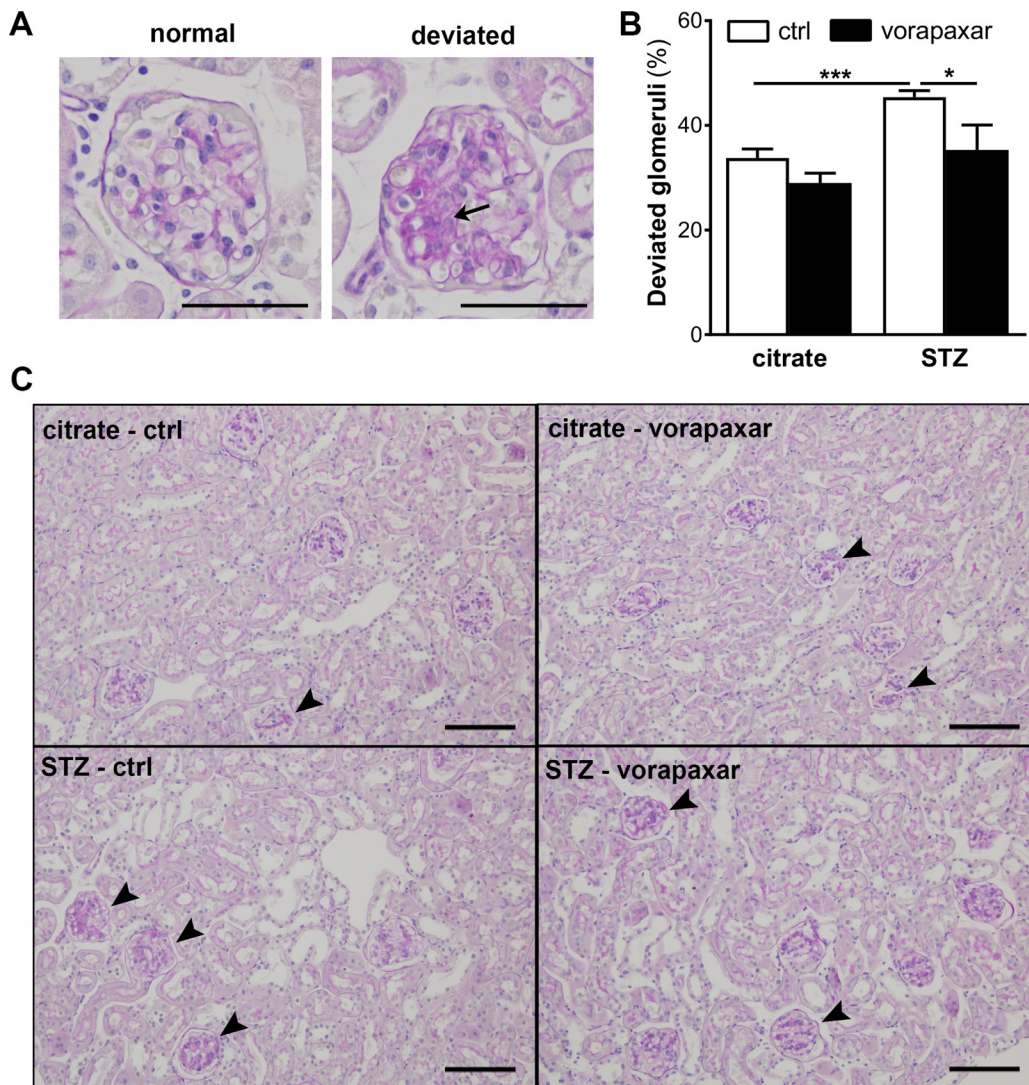 A
normal
deviated
B
Deviated glomeruli (%)
60
40
20
0
ctrl
vorapaxar
***
*
citrate
STZ
C
citrate - ctrl
citrate - vorapaxar
STZ - ctrl
STZ - vorapaxar